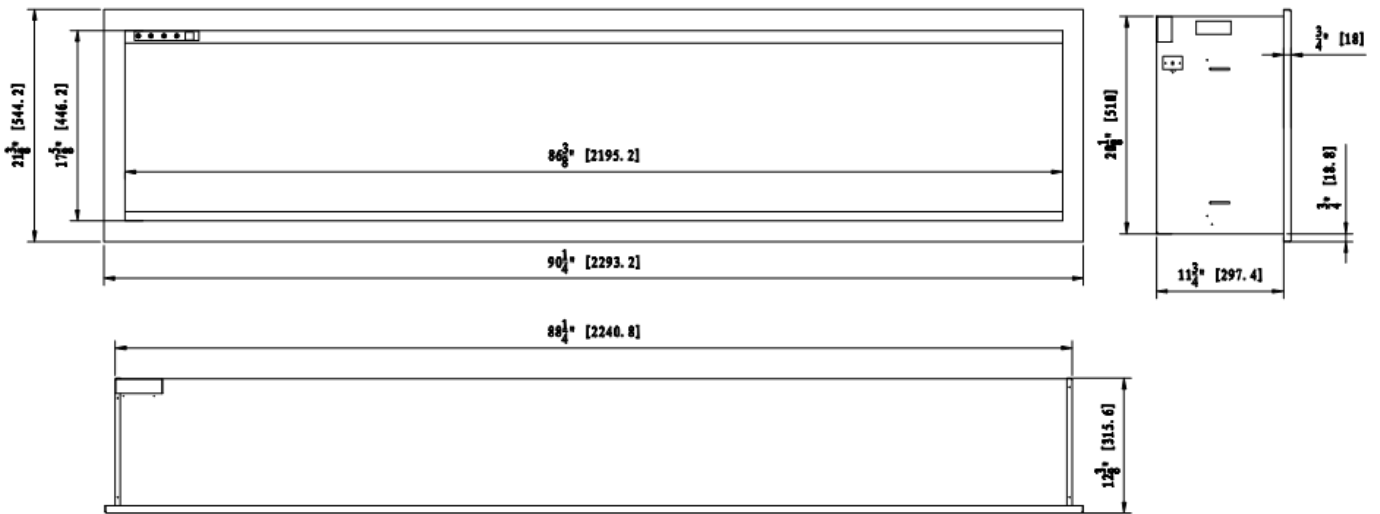 21 3/8" [544.2]
17 5/8" [446.2]
86 3/8" [2195.2]
90 1/4" [2293.2]
[18]
20 1/8" [510]
3/4" [18.8]
11 3/4" [297.4]
88 1/4" [2240.8]
12 3/8" [315.6]